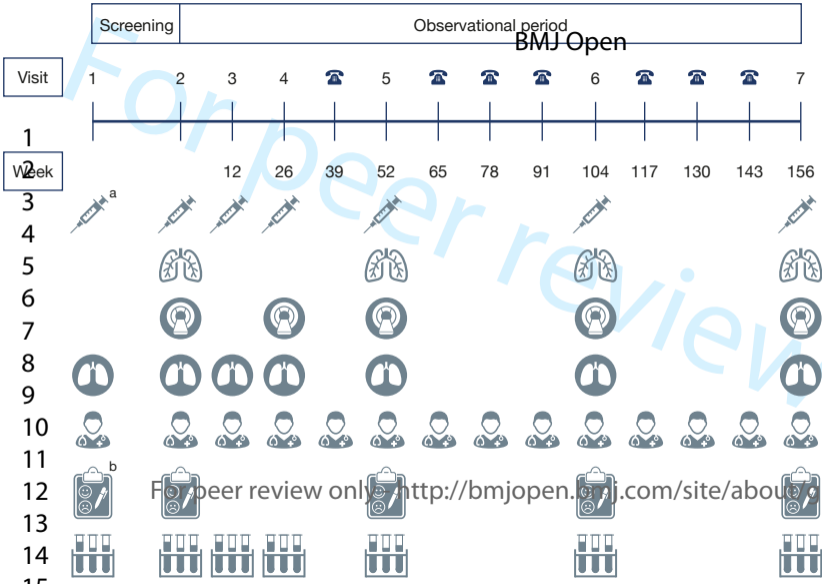 Screening Observational period
BMJ Open
Visit 1 2 3 4 5 6 7
1
Week 12 26 39 52 65 78 91 104 117 130 143 156
2
3
a
4
5
6
7
8
9
10
11
b
12
For peer review only - http://bmjopen.bmj.com/site/about/g
13
14
15
For peer review